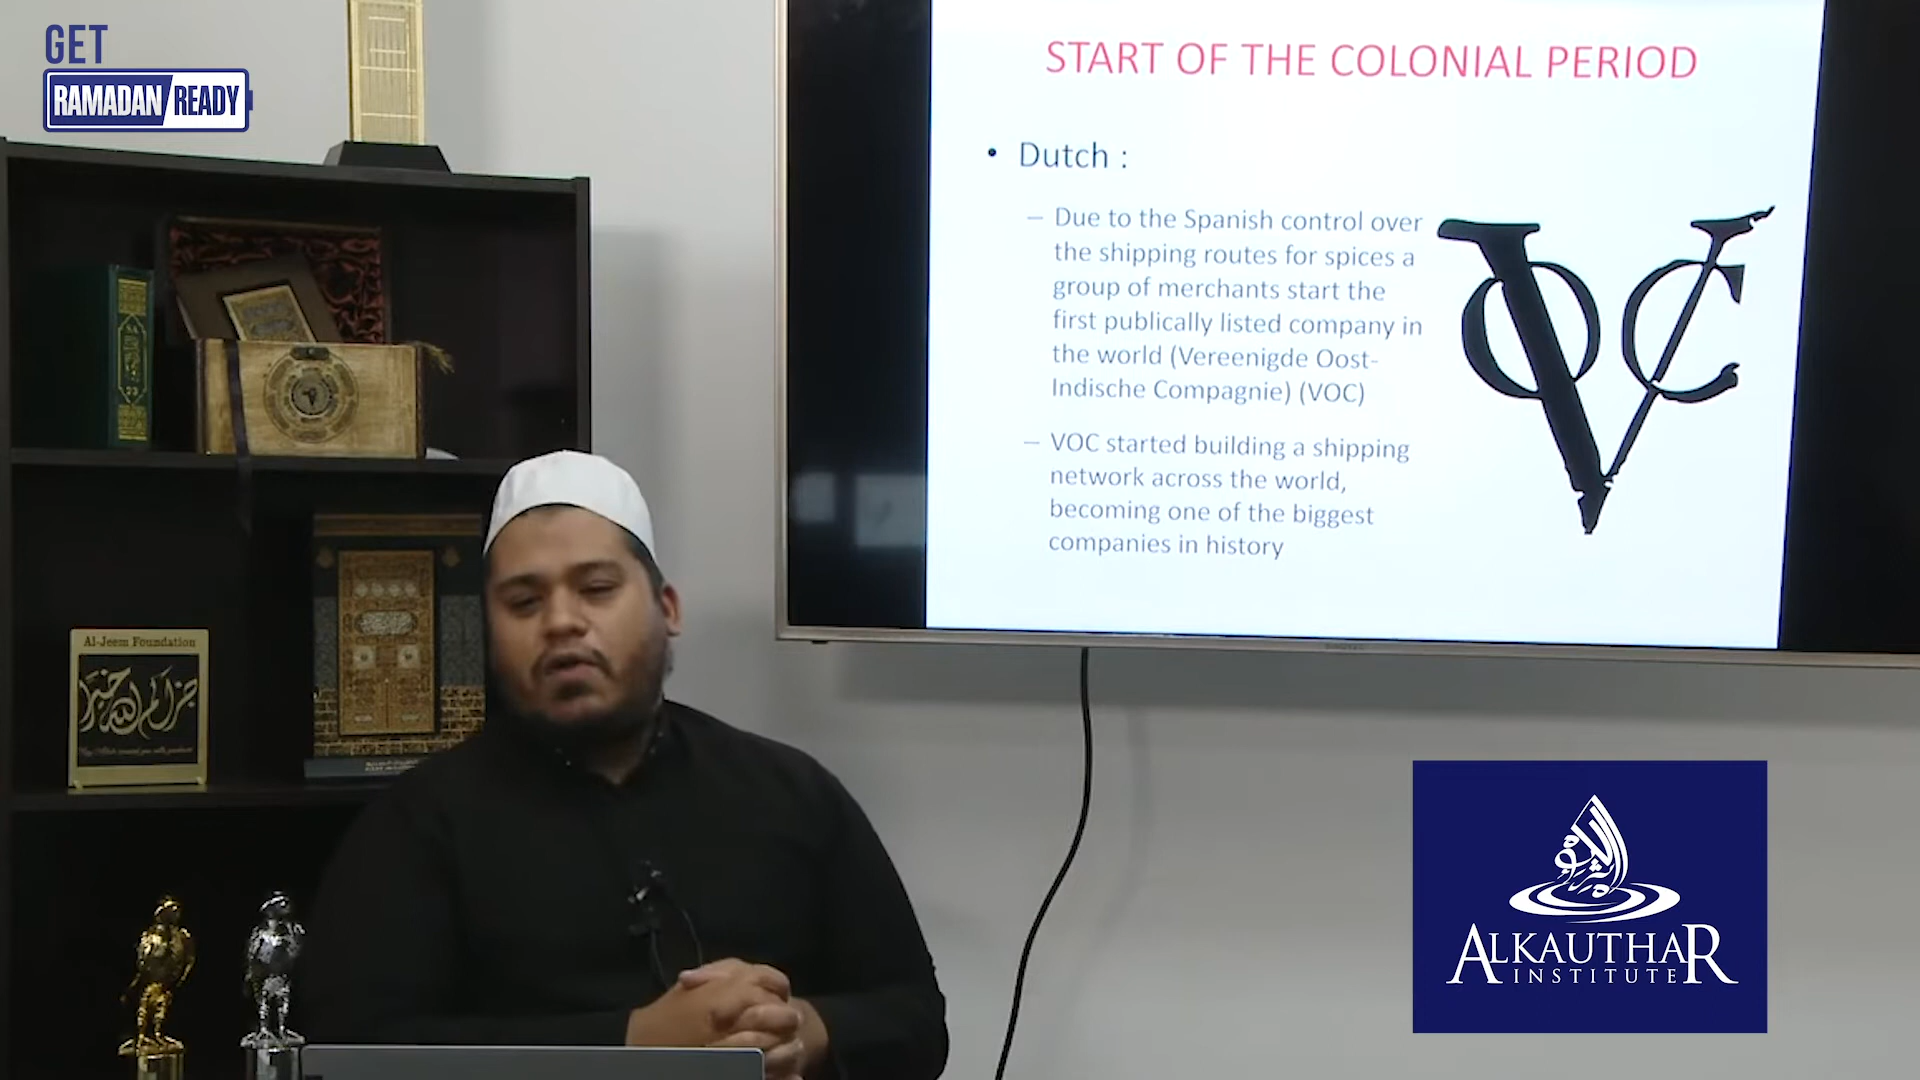 GET
RAMADAN READY
START OF THE COLONIAL PERIOD
• Dutch :
– Due to the Spanish control over
the shipping routes for spices a
group of merchants start the
first publically listed company in
the world (Vereenigde Oost-
Indische Compagnie) (VOC)
– VOC started building a shipping
network across the world,
becoming one of the biggest
companies in history
VOC
Al-Jeem Foundation
جزاكم الله خيرا
ALKAUTHAR
INSTITUTE